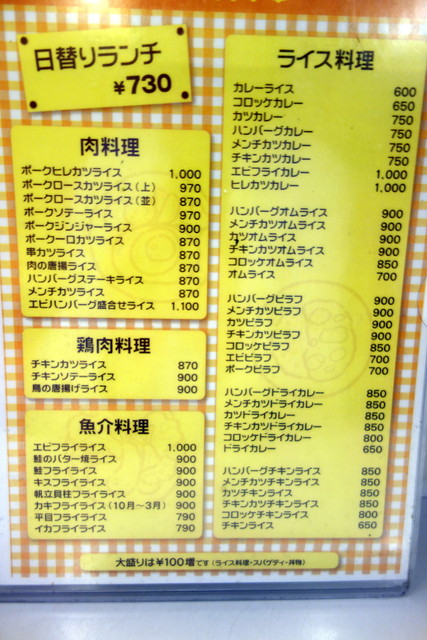 日替りランチ
¥730
肉料理
ポークヒレカツライス 1,000
ポークロースカツライス(上) 970
ポークロースカツライス(並) 870
ポークソテーライス 970
ポークジンジャーライス 900
ポーク一口カツライス 870
串カツライス 870
肉の唐揚ライス 870
ハンバーグステーキライス 870
メンチカツライス 870
エビハンバーグ盛合せライス 1,100
鶏肉料理
チキンカツライス 870
チキンソテーライス 900
鳥の唐揚げライス 900
魚介料理
エビフライライス 1,000
鮭のバター焼ライス 900
鮭フライライス 900
キスフライライス 900
帆立貝柱フライライス 900
カキフライライス(10月〜3月) 900
平目フライライス 790
イカフライライス 790
ライス料理
カレーライス 600
コロッケカレー 650
カツカレー 750
ハンバーグカレー 750
メンチカツカレー 750
チキンカツカレー 750
エビフライカレー 1,000
ヒレカツカレー 1,000
ハンバーグオムライス 900
メンチカツオムライス 900
カツオムライス 900
チキンカツオムライス 900
コロッケオムライス 850
オムライス 700
ハンバーグピラフ 900
メンチカツピラフ 900
カツピラフ 900
チキンカツピラフ 900
コロッケピラフ 850
エビピラフ 700
ポークピラフ 700
ハンバーグドライカレー 850
メンチカツドライカレー 850
カツドライカレー 850
チキンカツドライカレー 850
コロッケドライカレー 800
ドライカレー 650
ハンバーグチキンライス 850
メンチカツチキンライス 850
カツチキンライス 850
チキンカツチキンライス 850
コロッケチキンライス 800
チキンライス 650
大盛りは¥100増です(ライス料理・スパゲティ・丼物)